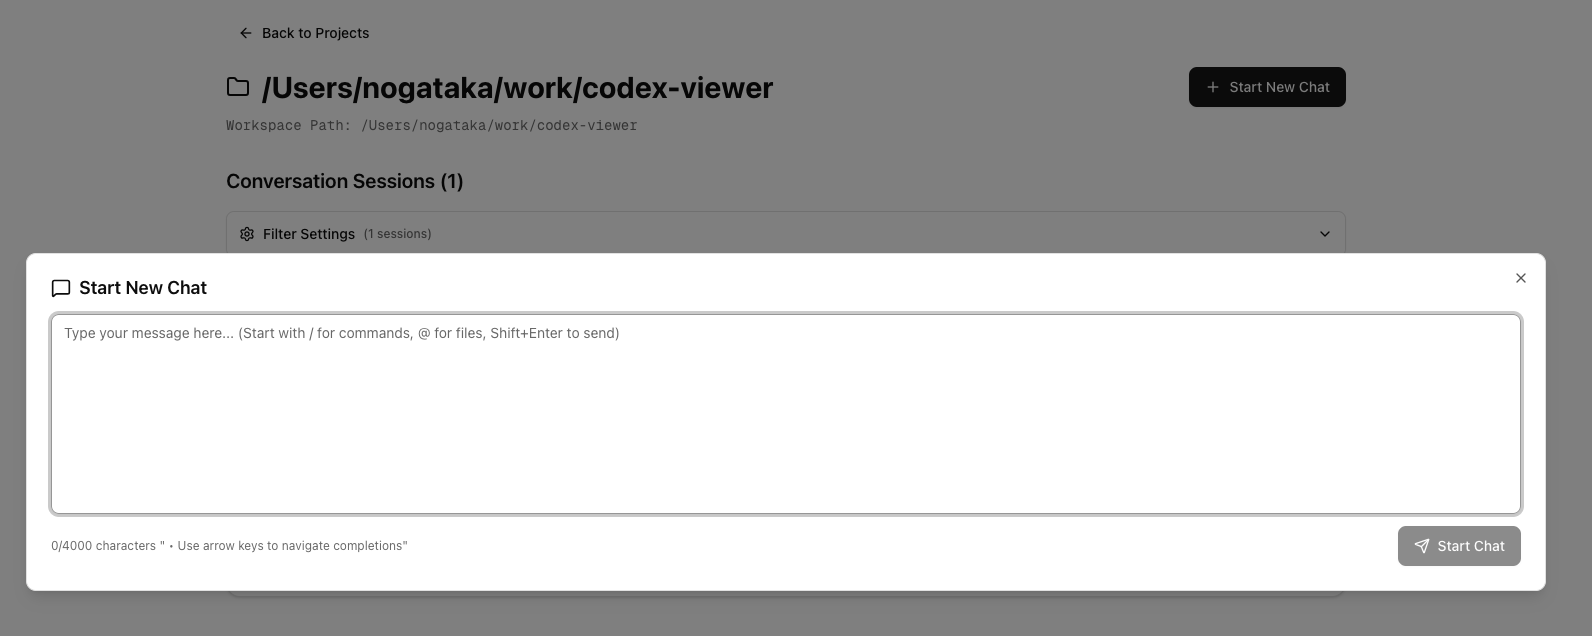 Back to Projects
/Users/nogataka/work/codex-viewer
Start New Chat
Workspace Path: /Users/nogataka/work/codex-viewer
Conversation Sessions (1)
Filter Settings (1 sessions)
Start New Chat
Type your message here... (Start with / for commands, @ for files, Shift+Enter to send)
0/4000 characters " • Use arrow keys to navigate completions"
Start Chat